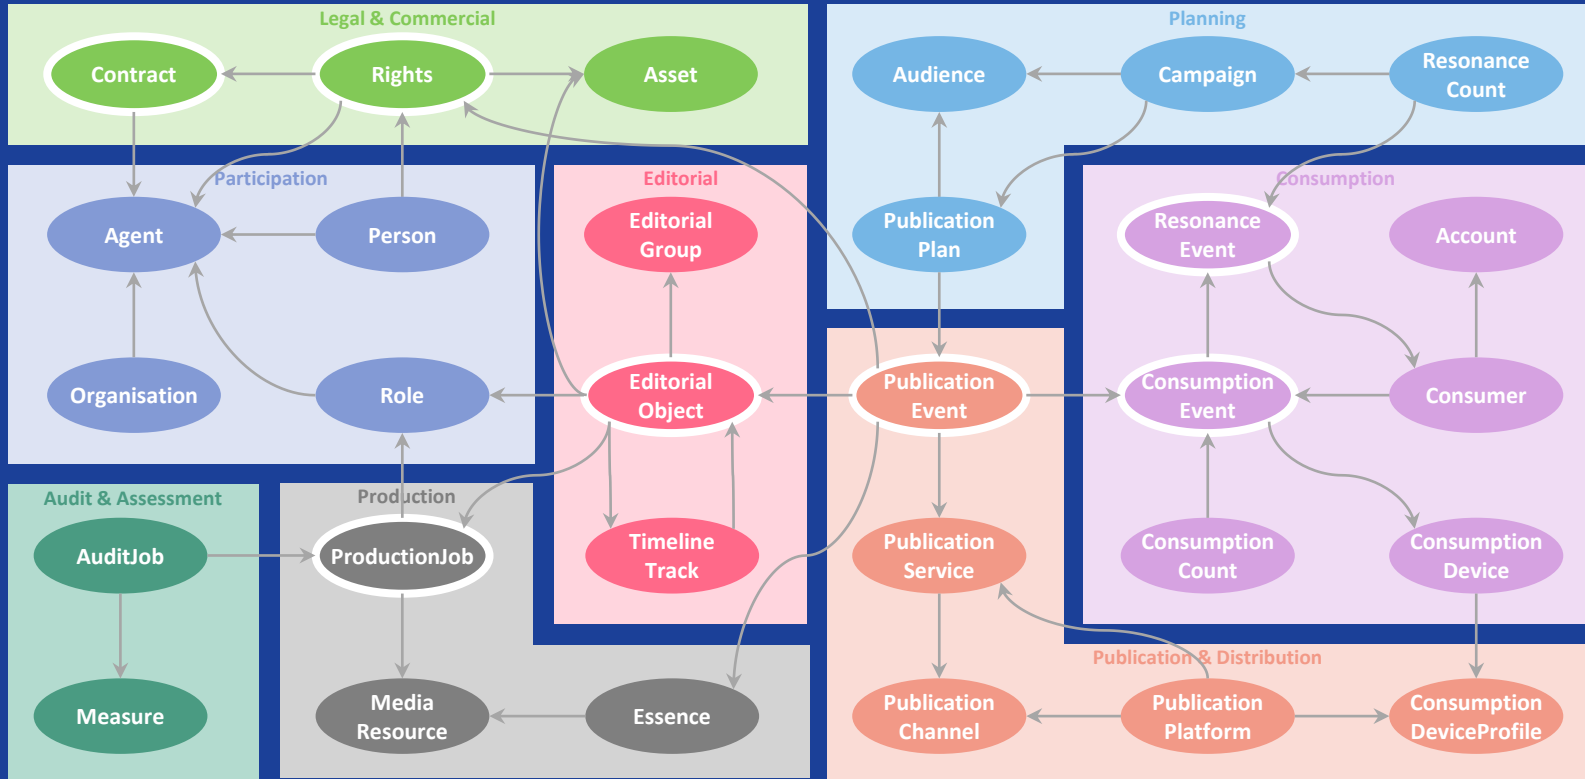 Legal & Commercial
Contract
Rights
Asset
Planning
Audience
Campaign
Resonance
Count
Participation
Agent
Person
Organisation
Role
Editorial
Editorial
Group
Editorial
Object
Timeline
Track
Publication
Plan
Consumption
Resonance
Event
Account
Consumption
Event
Consumer
Consumption
Count
Consumption
Device
Publication
Event
Publication
Service
Publication & Distribution
Publication
Channel
Publication
Platform
Consumption
DeviceProfile
Audit & Assessment
AuditJob
Measure
Production
ProductionJob
Media
Resource
Essence